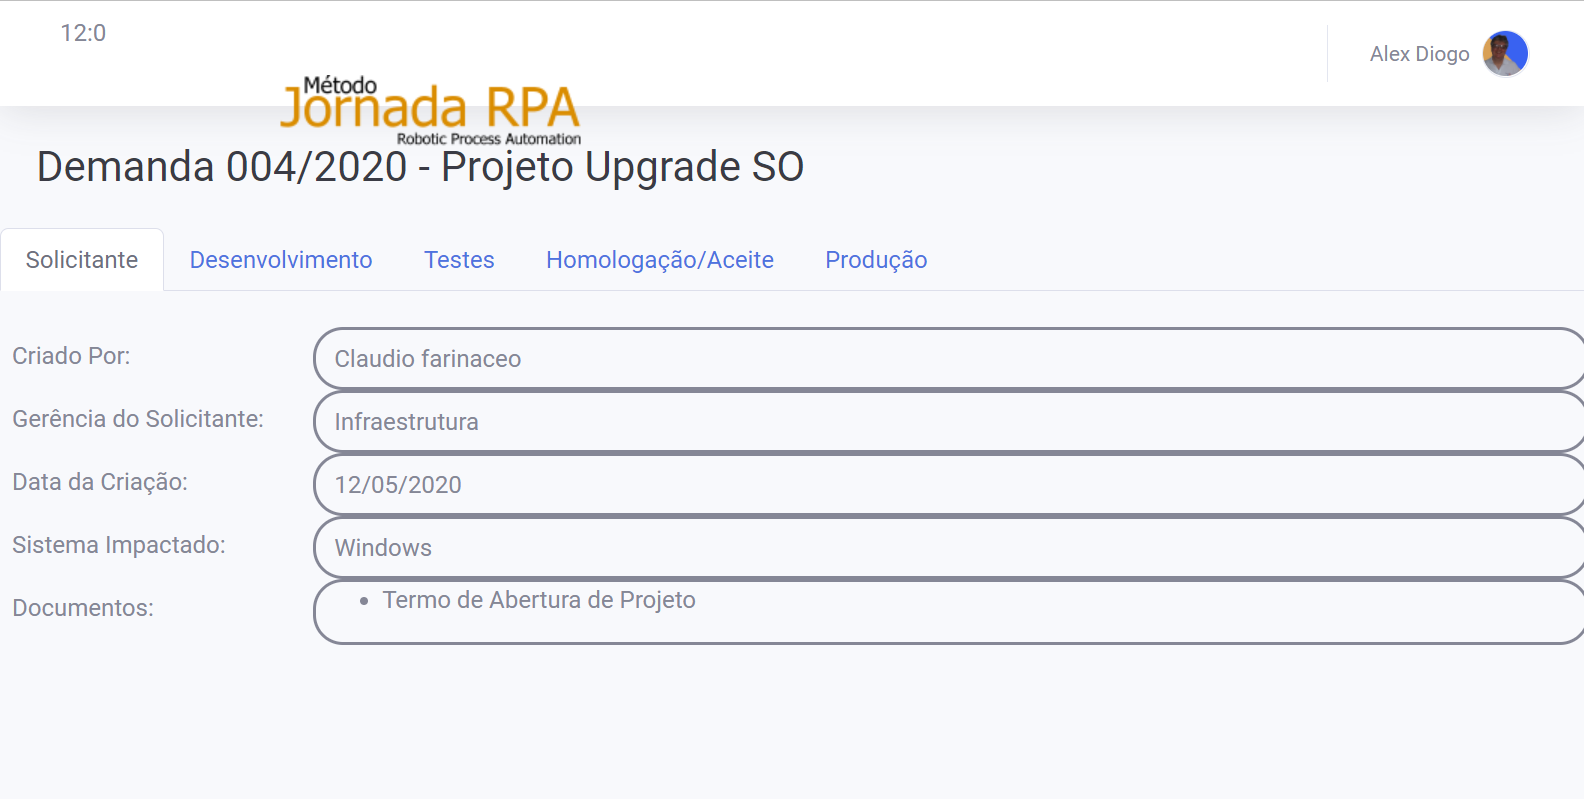 12:0
Alex Diogo
Método
Jornada RPA
Robotic Process Automation
Demanda 004/2020 - Projeto Upgrade SO
Solicitante Desenvolvimento Testes Homologação/Aceite Produção
Criado Por: Claudio farinaceo
Gerência do Solicitante: Infraestrutura
Data da Criação: 12/05/2020
Sistema Impactado: Windows
Documentos: • Termo de Abertura de Projeto